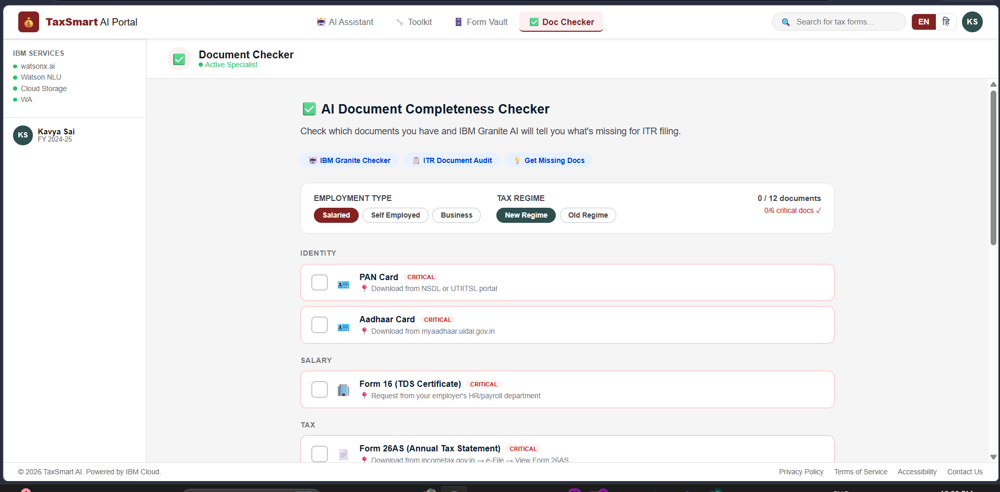 TaxSmart AI Portal
AI Assistant
Toolkit
Form Vault
Doc Checker
Search for tax forms...
EN
हि
KS
IBM SERVICES
watsonx.ai
Watson NLU
Cloud Storage
WA
KS
Kavya Sai
FY 2024-25
Document Checker
Active Specialist
AI Document Completeness Checker
Check which documents you have and IBM Granite AI will tell you what's missing for ITR filing.
IBM Granite Checker
ITR Document Audit
Get Missing Docs
EMPLOYMENT TYPE
Salaried
Self Employed
Business
TAX REGIME
New Regime
Old Regime
0 / 12 documents
0/6 critical docs ✓
IDENTITY
PAN Card CRITICAL
Download from NSDL or UTIITSL portal
Aadhaar Card CRITICAL
Download from myaadhaar.uidai.gov.in
SALARY
Form 16 (TDS Certificate) CRITICAL
Request from your employer's HR/payroll department
TAX
Form 26AS (Annual Tax Statement) CRITICAL
Download from incometax.gov.in → e-File → View Form 26AS
© 2026 TaxSmart AI. Powered by IBM Cloud.
Privacy Policy
Terms of Service
Accessibility
Contact Us